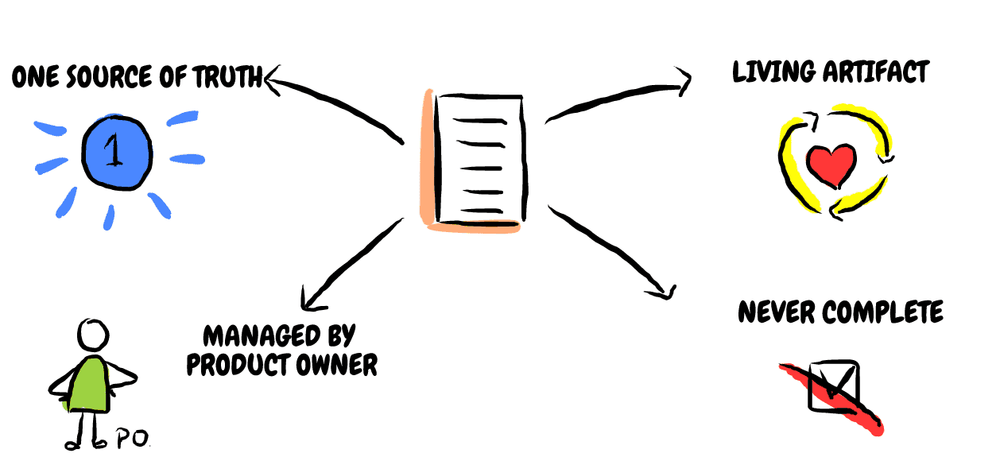 ONE SOURCE OF TRUTH
LIVING ARTIFACT
1
MANAGED BY
PRODUCT OWNER
NEVER COMPLETE
PO.